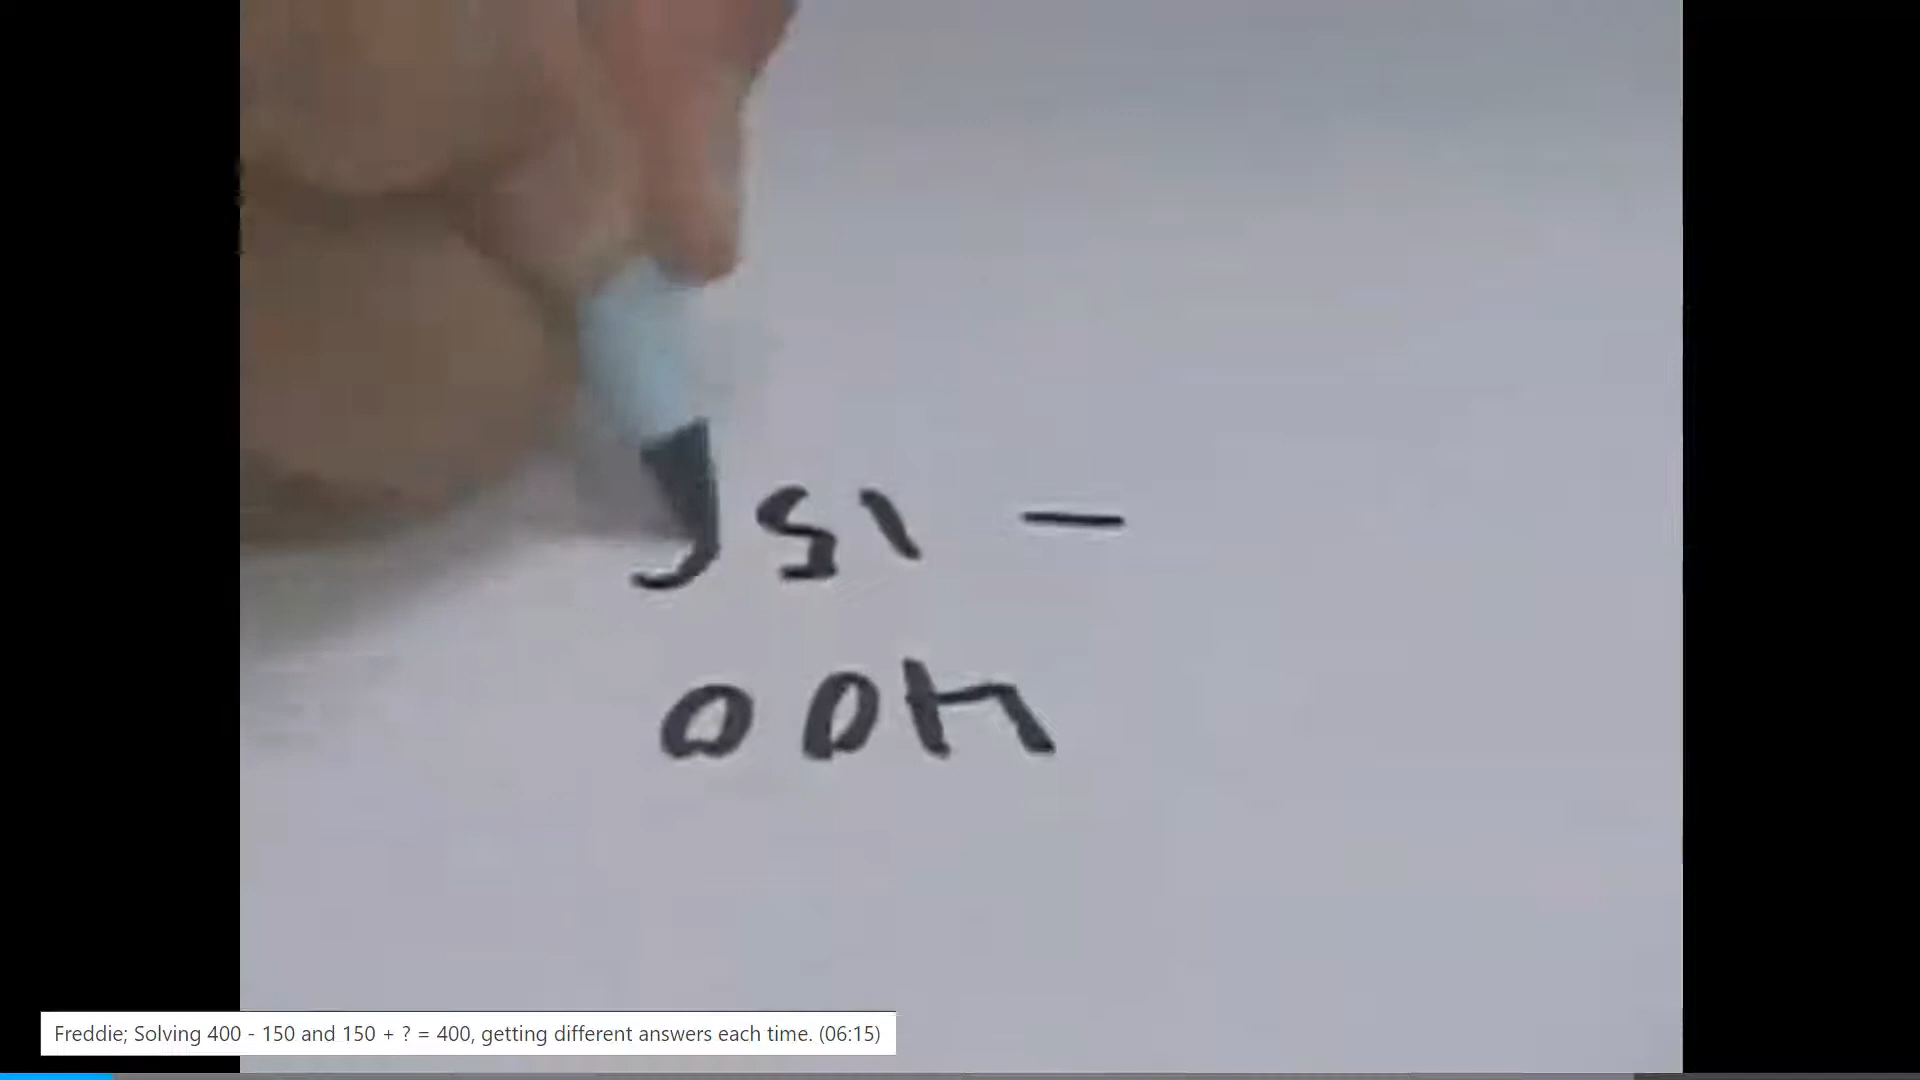 400
- 15
Freddie; Solving 400 - 150 and 150 + ? = 400, getting different answers each time. (06:15)